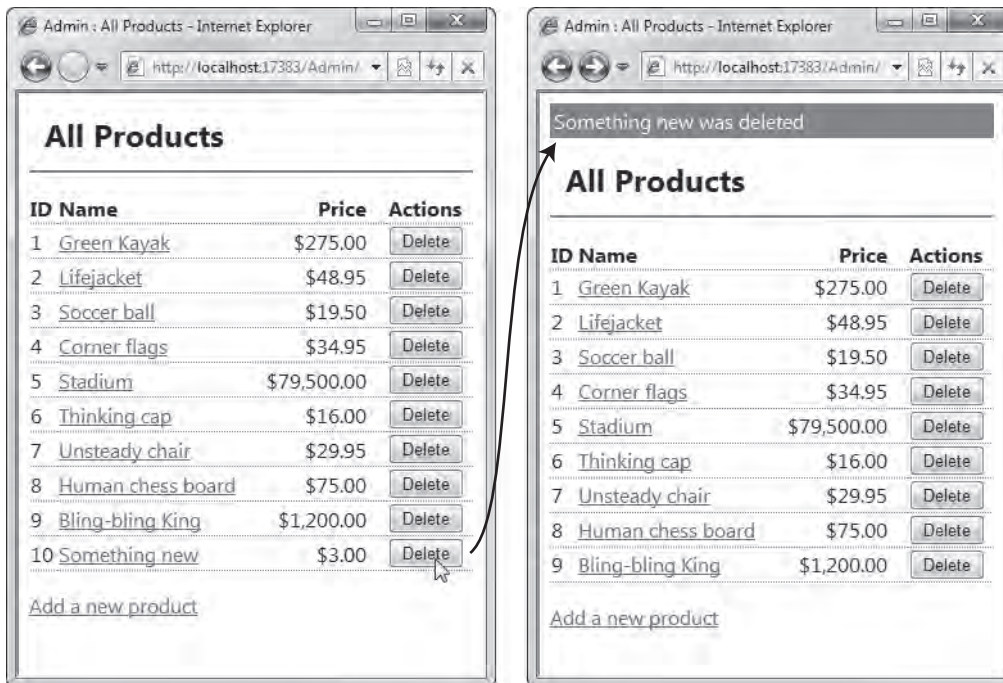 Admin : All Products - Internet Explorer
http://localhost:17383/Admin/
All Products
ID Name Price Actions
1 Green Kayak $275.00 Delete
2 Lifejacket $48.95 Delete
3 Soccer ball $19.50 Delete
4 Corner flags $34.95 Delete
5 Stadium $79,500.00 Delete
6 Thinking cap $16.00 Delete
7 Unsteady chair $29.95 Delete
8 Human chess board $75.00 Delete
9 Bling-bling King $1,200.00 Delete
10 Something new $3.00 Delete
Add a new product
Admin : All Products - Internet Explorer
http://localhost:17383/Admin/
Something new was deleted
All Products
ID Name Price Actions
1 Green Kayak $275.00 Delete
2 Lifejacket $48.95 Delete
3 Soccer ball $19.50 Delete
4 Corner flags $34.95 Delete
5 Stadium $79,500.00 Delete
6 Thinking cap $16.00 Delete
7 Unsteady chair $29.95 Delete
8 Human chess board $75.00 Delete
9 Bling-bling King $1,200.00 Delete
Add a new product